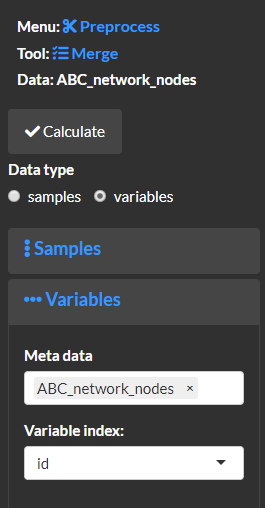 Menu: Preprocess
Tool: Merge
Data: ABC_network_nodes
Calculate
Data type
samples variables
Samples
Variables
Meta data
ABC_network_nodes ×
Variable index:
id